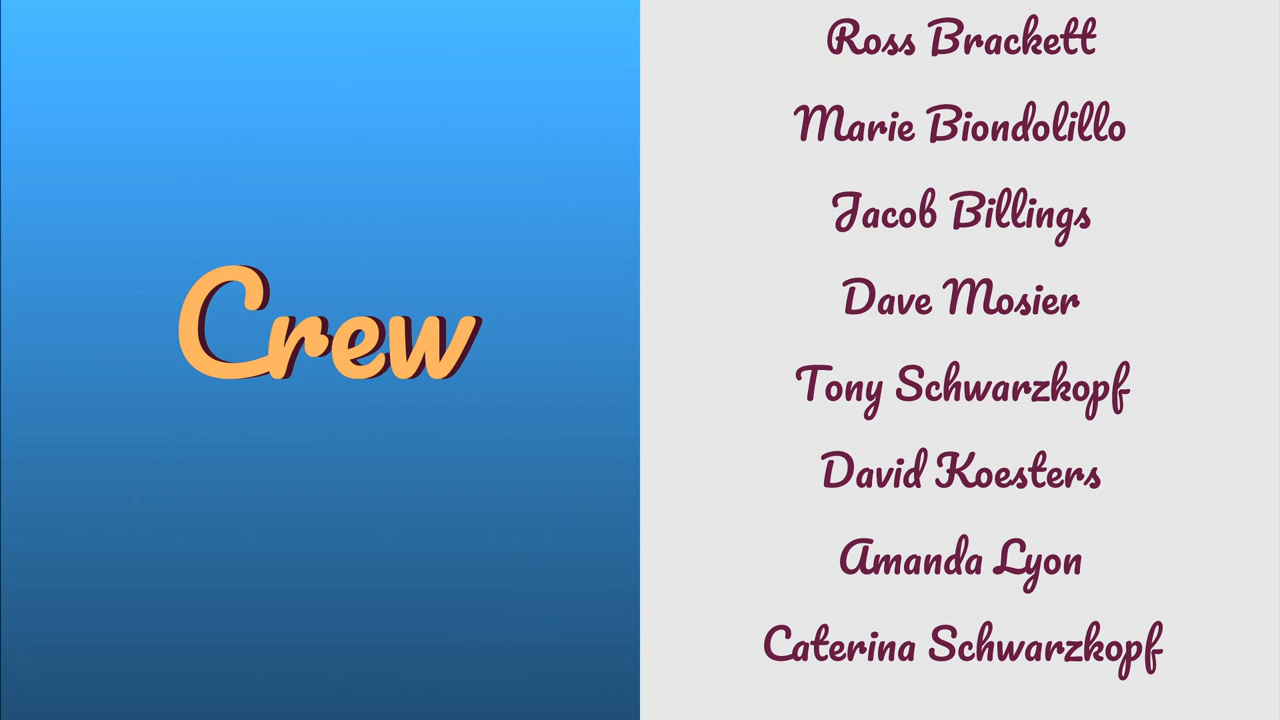 Crew
Ross Brackett
Marie Biondolillo
Jacob Billings
Dave Mosier
Tony Schwarzkopf
David Koesters
Amanda Lyon
Caterina Schwarzkopf